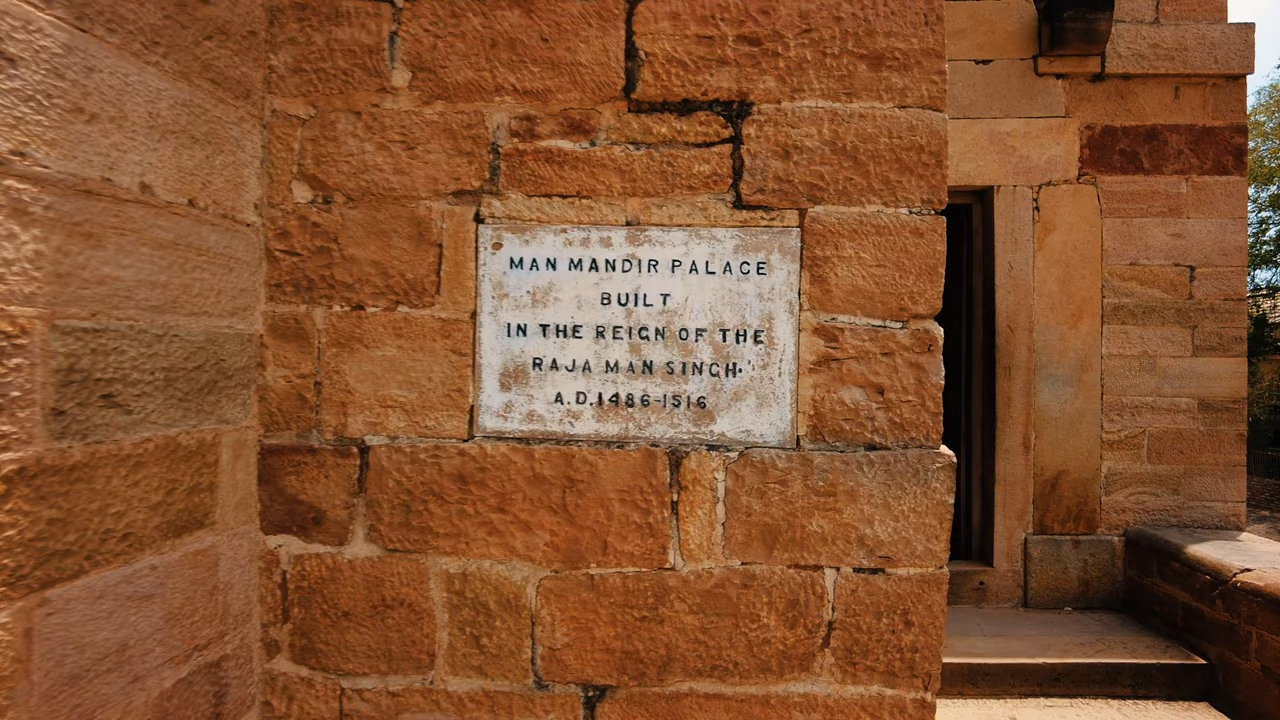 MAN MANDIR PALACE
BUILT
IN THE REIGN OF THE
RAJA MAN SINGH.
A.D.1486-1516